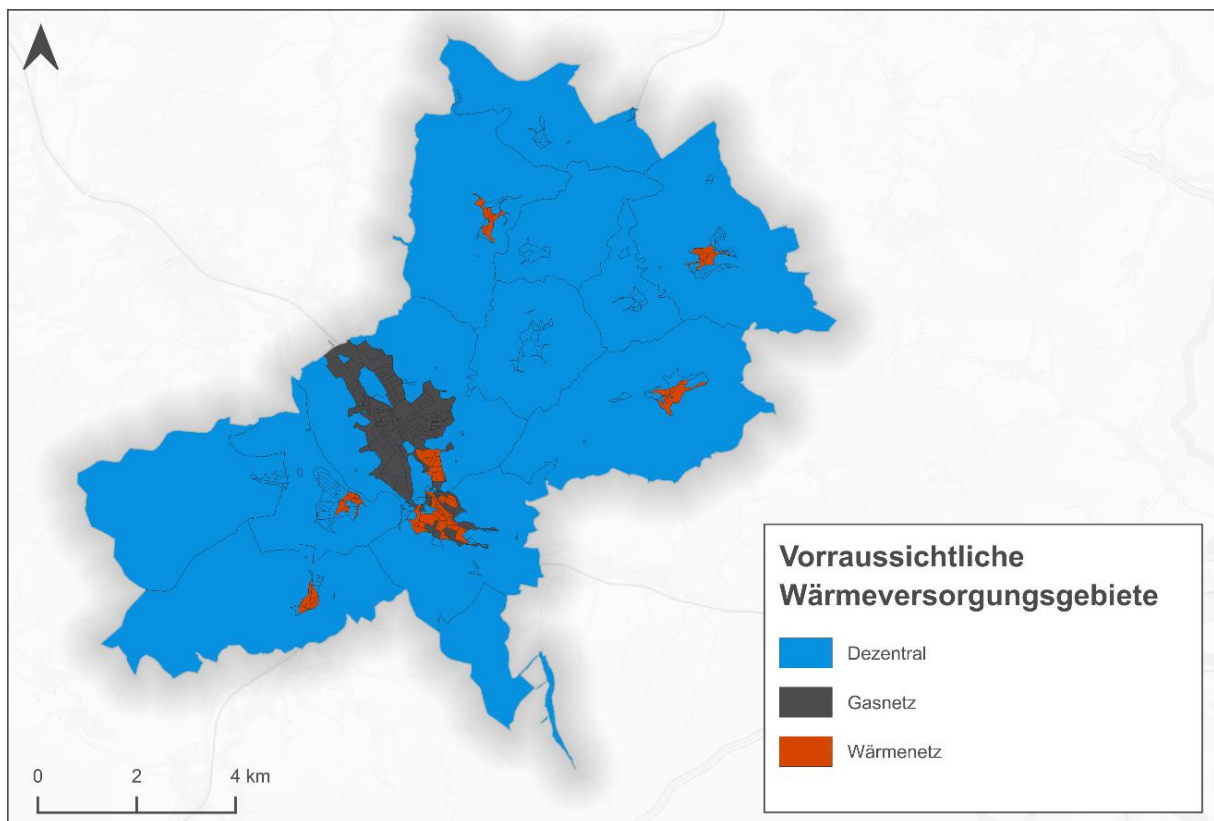 Vorraussichtliche
Wärmeversorgungsgebiete
Dezentral
Gasnetz
Wärmenetz
0 2 4 km